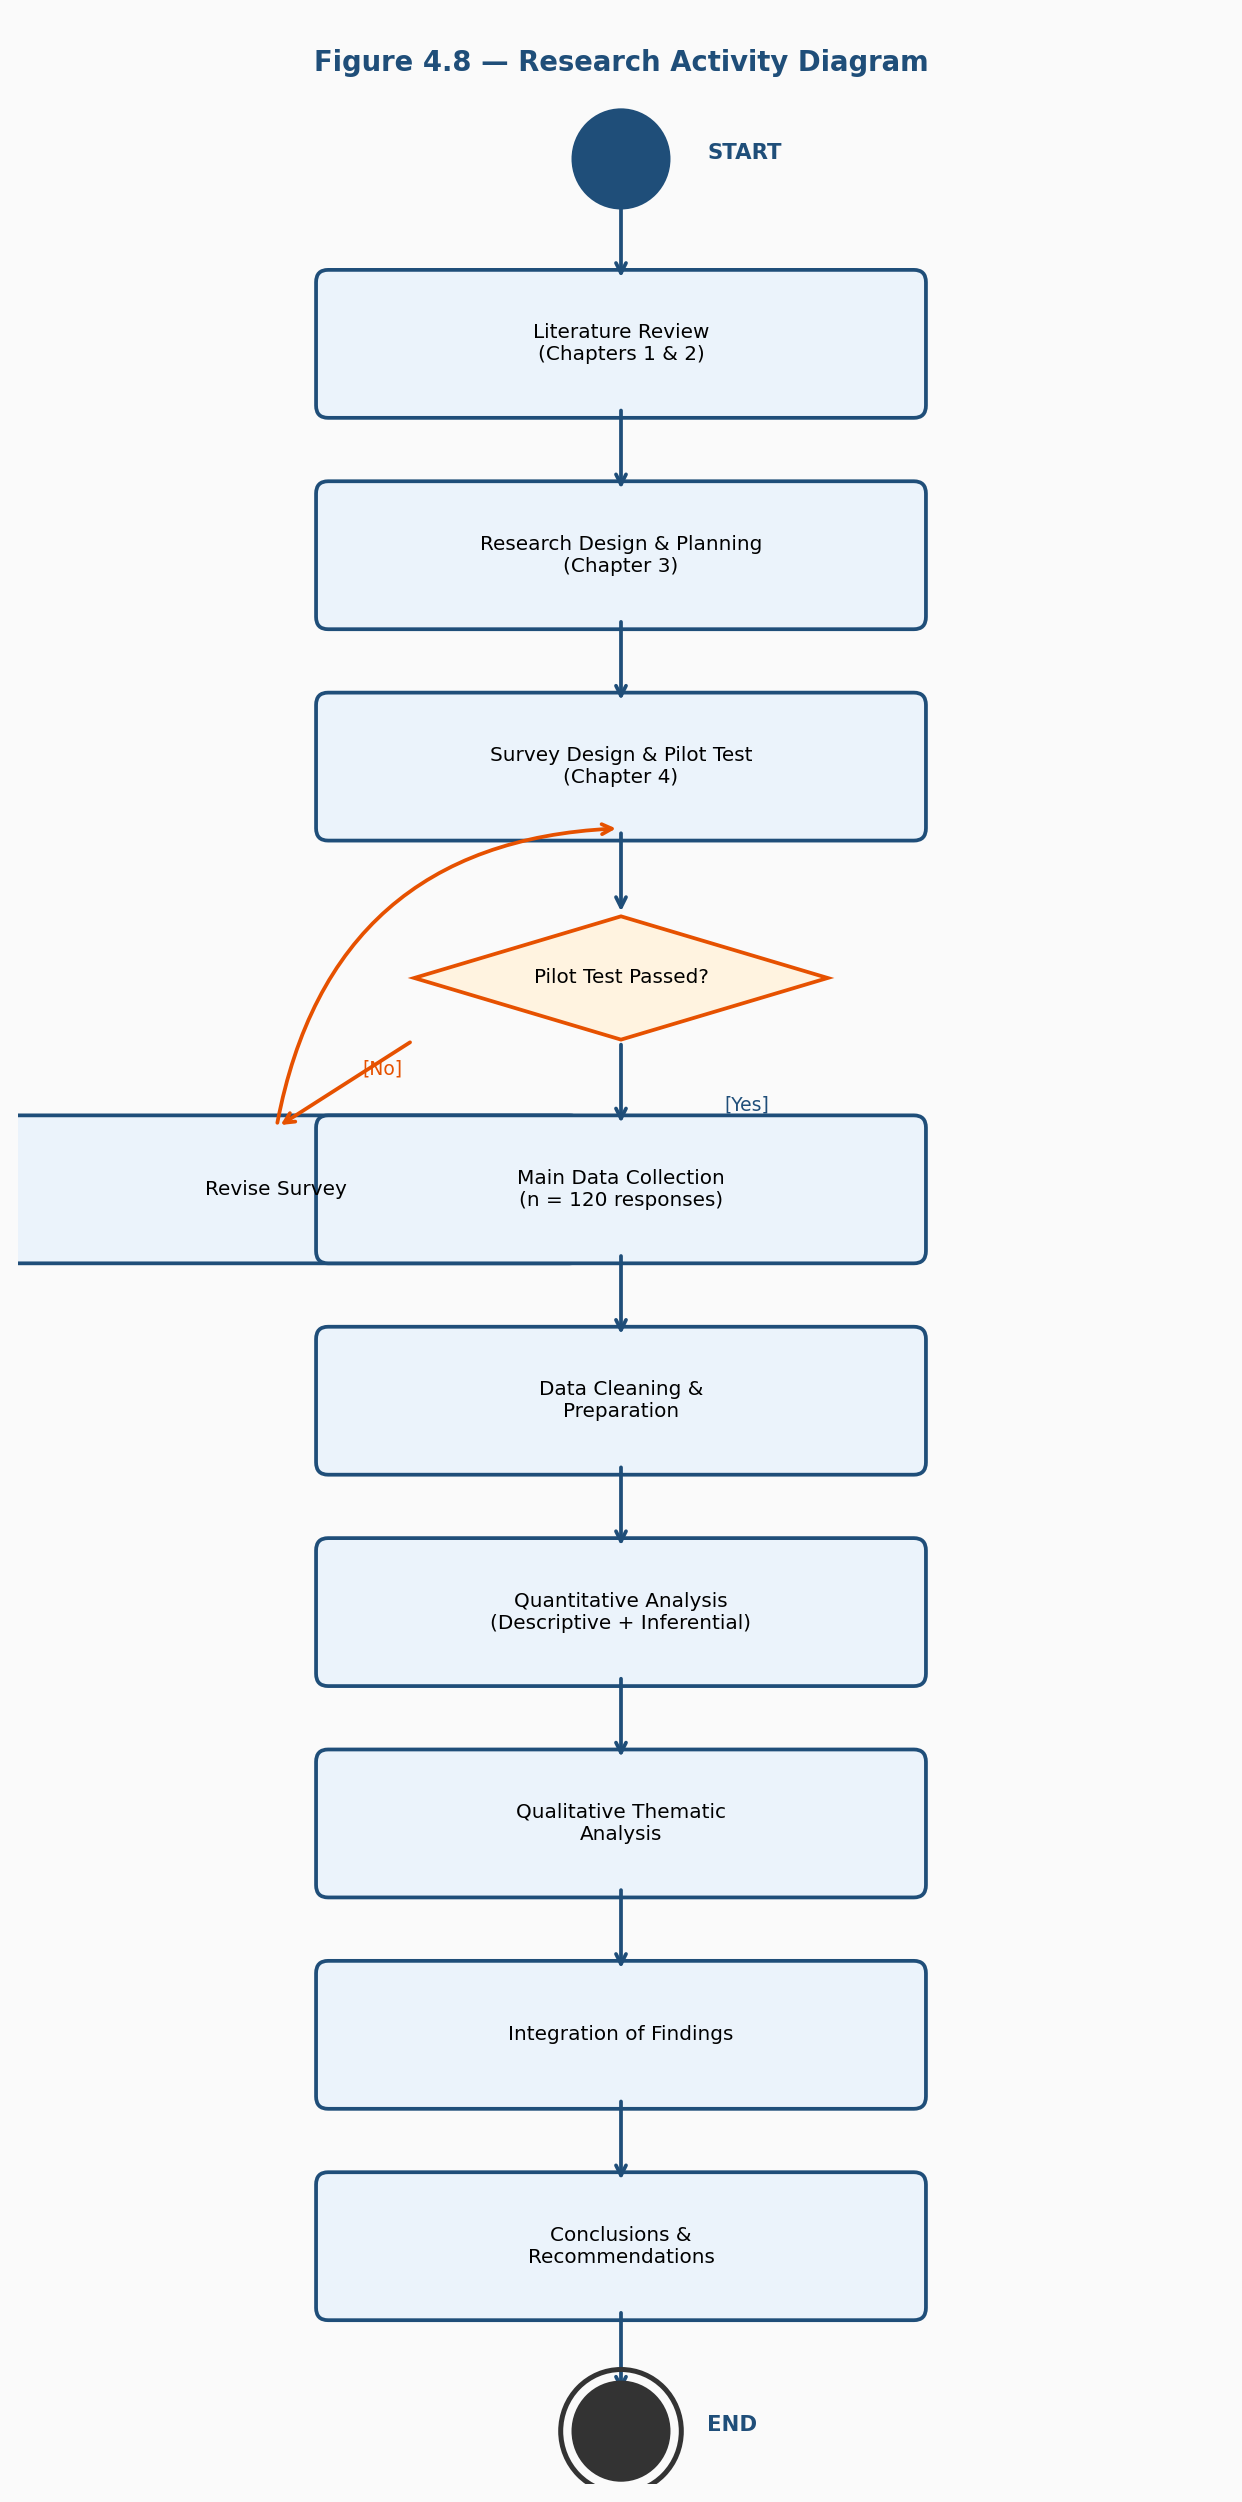 Figure 4.8 — Research Activity Diagram
START
Literature Review
(Chapters 1 & 2)
Research Design & Planning
(Chapter 3)
Survey Design & Pilot Test
(Chapter 4)
Pilot Test Passed?
[No]
[Yes]
Revise Survey
Main Data Collection
(n = 120 responses)
Data Cleaning &
Preparation
Quantitative Analysis
(Descriptive + Inferential)
Qualitative Thematic
Analysis
Integration of Findings
Conclusions &
Recommendations
END